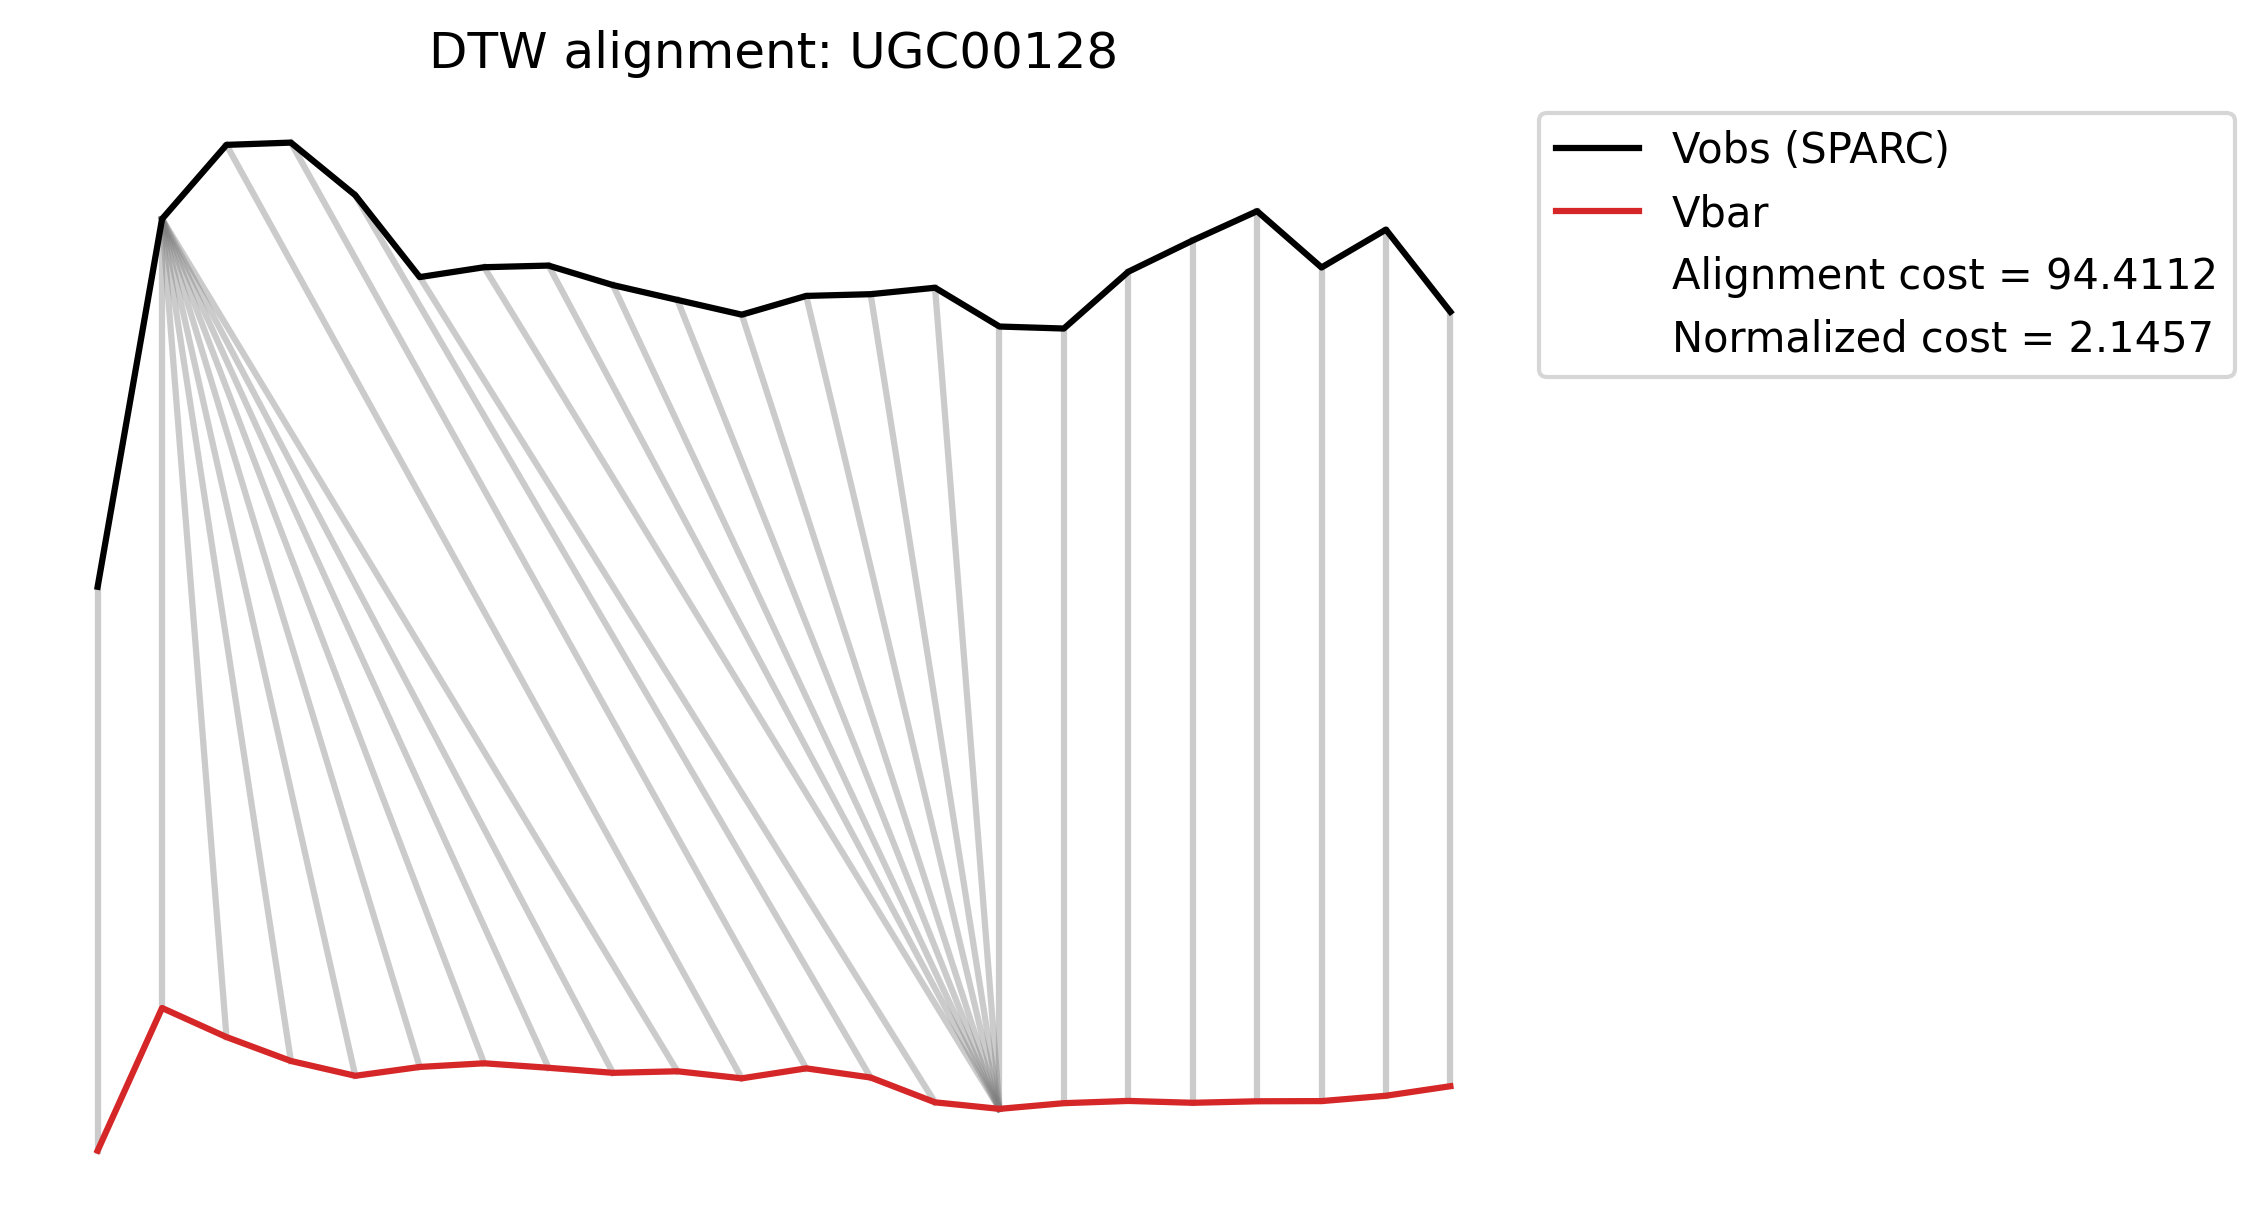 DTW alignment: UGC00128
Vobs (SPARC)
Vbar
Alignment cost = 94.4112
Normalized cost = 2.1457